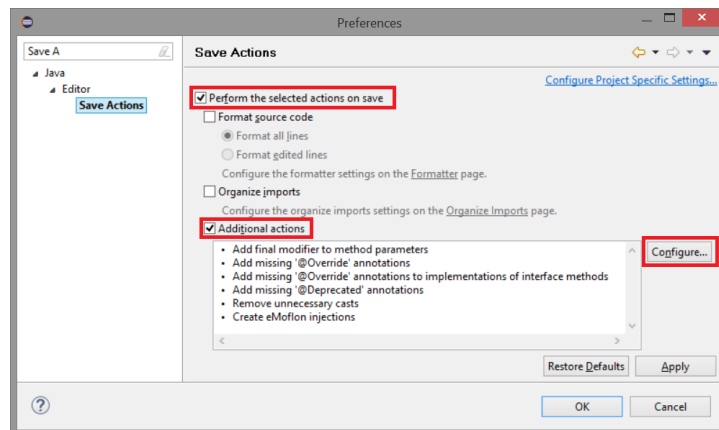 Preferences
Save A
Save Actions
Java
Editor
Save Actions
Configure Project Specific Settings...
Perform the selected actions on save
Format source code
Format all lines
Format edited lines
Configure the formatter settings on the Formatter page.
Organize imports
Configure the organize imports settings on the Organize Imports page.
Additional actions
• Add final modifier to method parameters
• Add missing '@Override' annotations
• Add missing '@Override' annotations to implementations of interface methods
• Add missing '@Deprecated' annotations
• Remove unnecessary casts
• Create eMoflon injections
Configure...
Restore Defaults
Apply
OK
Cancel